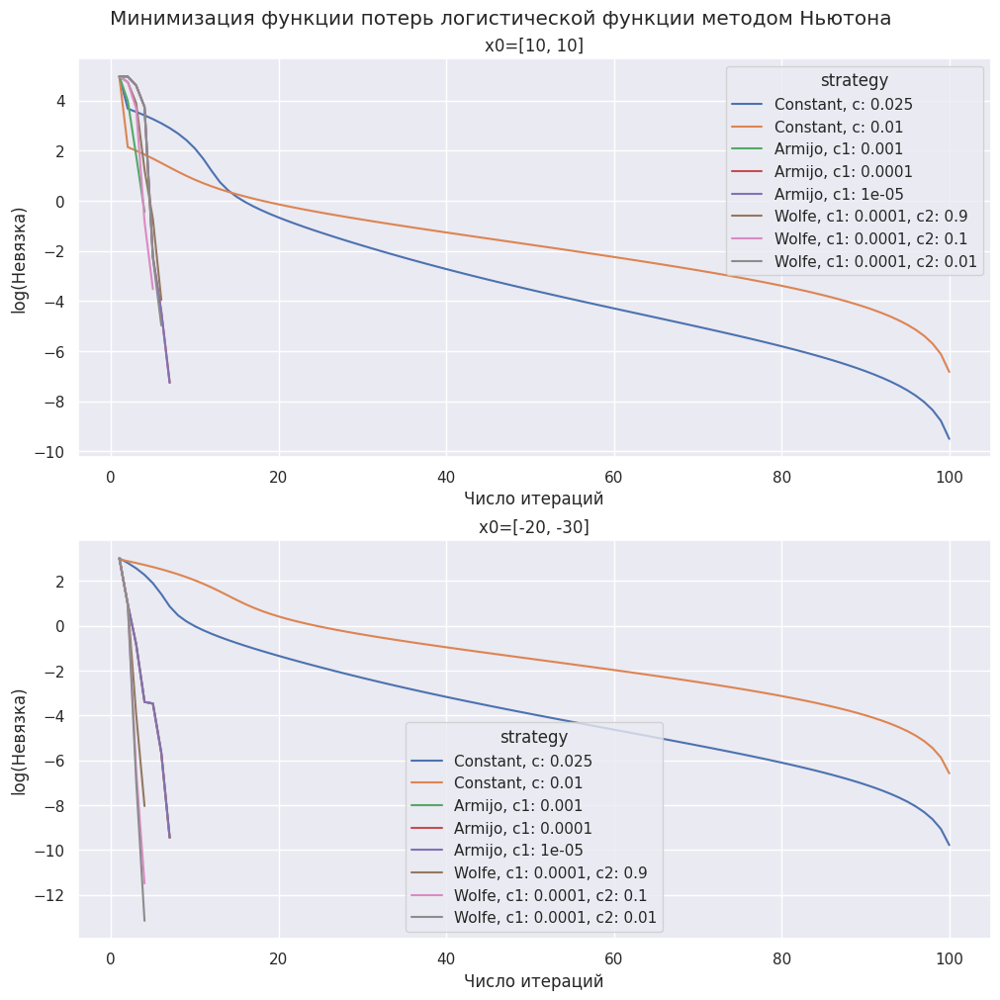 Минимизация функции потерь логистической функции методом Ньютона
x0=[10, 10]
strategy
Constant, c: 0.025
Constant, c: 0.01
Armijo, c1: 0.001
Armijo, c1: 0.0001
Armijo, c1: 1e-05
Wolfe, c1: 0.0001, c2: 0.9
Wolfe, c1: 0.0001, c2: 0.1
Wolfe, c1: 0.0001, c2: 0.01
log(Невязка)
4
2
0
−2
−4
−6
−8
−10
0 20 40 60 80 100
Число итераций
x0=[-20, -30]
log(Невязка)
2
0
−2
−4
−6
−8
−10
−12
strategy
Constant, c: 0.025
Constant, c: 0.01
Armijo, c1: 0.001
Armijo, c1: 0.0001
Armijo, c1: 1e-05
Wolfe, c1: 0.0001, c2: 0.9
Wolfe, c1: 0.0001, c2: 0.1
Wolfe, c1: 0.0001, c2: 0.01
0 20 40 60 80 100
Число итераций